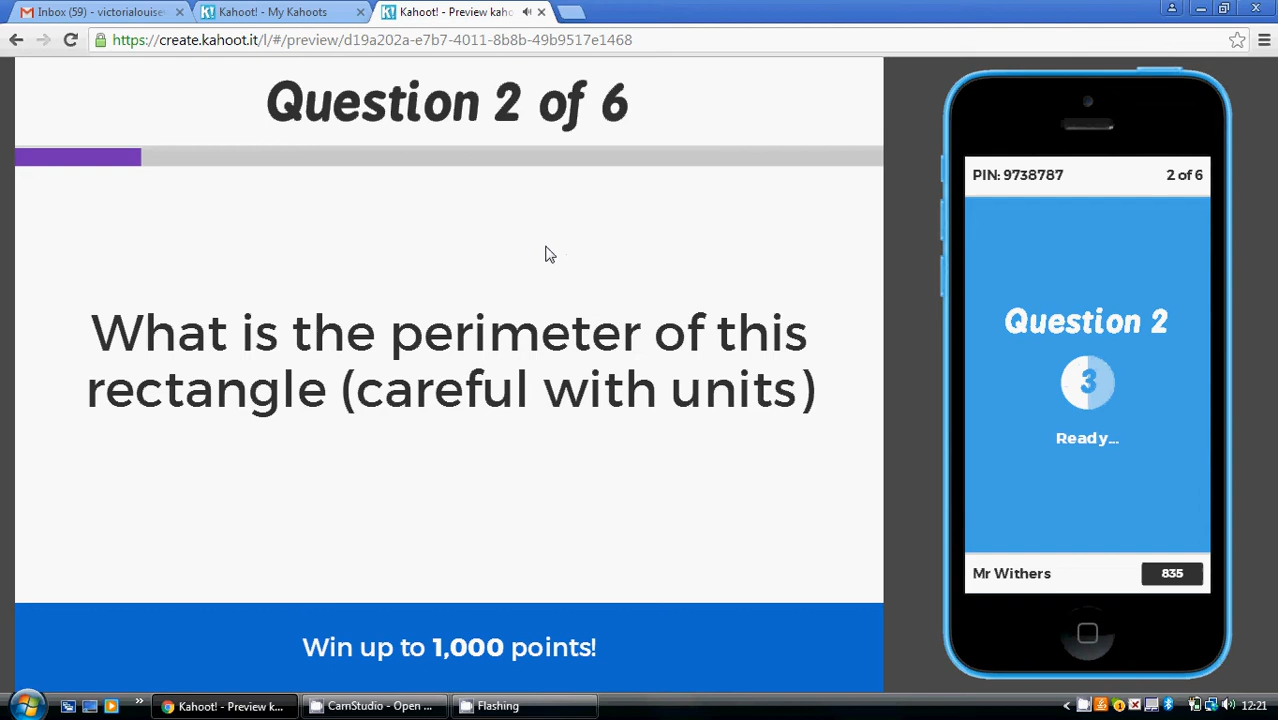 Inbox (59) - victorialouise
Kahoot! - My Kahoots
Kahoot! - Preview kaho
https://create.kahoot.it/l/#/preview/d19a202a-e7b7-4011-8b8b-49b9517e1468
Question 2 of 6
What is the perimeter of this
rectangle (careful with units)
Win up to 1,000 points!
PIN: 9738787
2 of 6
Question 2
3
Ready...
Mr Withers
835
Kahoot! - Preview k...
CamStudio - Open ...
Flashing
12:21